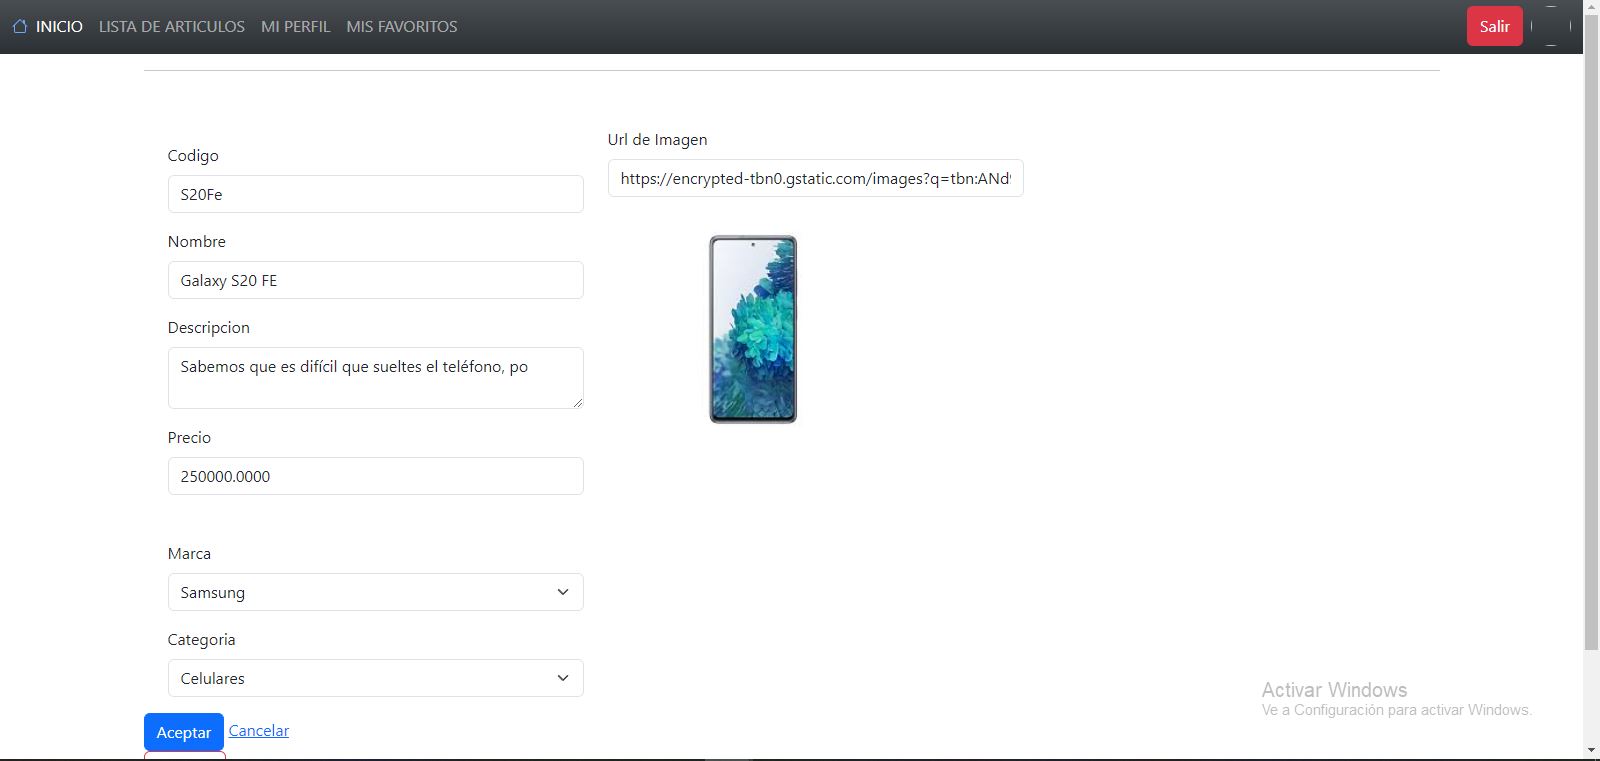 INICIO LISTA DE ARTICULOS MI PERFIL MIS FAVORITOS Salir
Codigo
S20Fe
Nombre
Galaxy S20 FE
Descripcion
Sabemos que es difícil que sueltes el teléfono, po
Precio
250000.0000
Marca
Samsung
Categoria
Celulares
Aceptar Cancelar
Url de Imagen
https://encrypted-tbn0.gstatic.com/images?q=tbn:ANd
Activar Windows
Ve a Configuración para activar Windows.